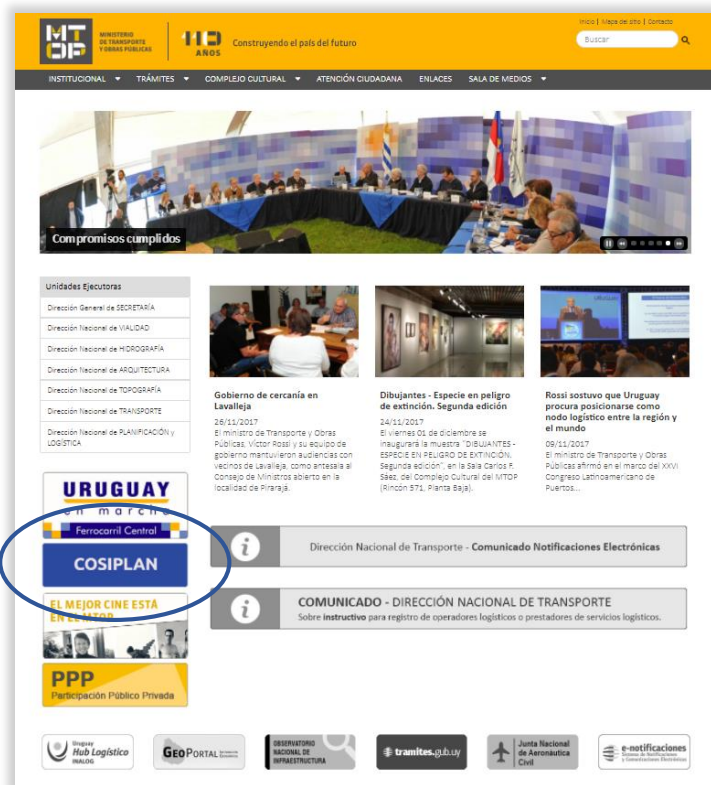 Inicio | Mapa del sitio | Contacto
MTOP
MINISTERIO
DE TRANSPORTE
Y OBRAS PÚBLICAS
110
AÑOS
Construyendo el país del futuro
Buscar
INSTITUCIONAL
TRÁMITES
COMPLEJO CULTURAL
ATENCIÓN CIUDADANA
ENLACES
SALA DE MEDIOS
Compromisos cumplidos
Unidades Ejecutoras
Dirección General de SECRETARÍA
Dirección Nacional de VIALIDAD
Dirección Nacional de HIDROGRAFÍA
Dirección Nacional de ARQUITECTURA
Dirección Nacional de TOPOGRAFÍA
Dirección Nacional de TRANSPORTE
Dirección Nacional de PLANIFICACIÓN y
LOGÍSTICA
Gobierno de cercanía en
Lavalleja
26/11/2017
El ministro de Transporte y Obras
Públicas, Víctor Rossi y su equipo de
gobierno mantuvieron audiencias con
vecinos de Lavalleja, como antesala al
Consejo de Ministros abierto en la
localidad de Pirarajá.
Dibujantes - Especie en peligro
de extinción. Segunda edición
24/11/2017
El viernes 01 de diciembre se
inaugurará la muestra "DIBUJANTES -
ESPECIE EN PELIGRO DE EXTINCIÓN.
Segunda edición", en la Sala Carlos F.
Sáez, del Complejo Cultural del MTOP
(Rincón 571, Planta Baja).
Rossi sostuvo que Uruguay
procura posicionarse como
nodo logístico entre la región y
el mundo
09/11/2017
El ministro de Transporte y Obras
Públicas afirmó en el marco del XXVI
Congreso Latinoamericano de
Puertos...
URUGUAY
en marcha
Ferrocarril Central
COSIPLAN
EL MEJOR CINE ESTÁ
EN EL MTOP
PPP
Participación Público Privada
i
Dirección Nacional de Transporte - Comunicado Notificaciones Electrónicas
i
COMUNICADO - DIRECCIÓN NACIONAL DE TRANSPORTE
Sobre instructivo para registro de operadores logísticos o prestadores de servicios logísticos.
Uruguay
Hub Logístico
INALOG
GEOPORTAL
OBSERVATORIO
NACIONAL DE
INFRAESTRUCTURA
tramites.gub.uy
Junta Nacional
de Aeronáutica
Civil
e-notificaciones
Sistema de Notificaciones
y Comunicaciones Electrónicas